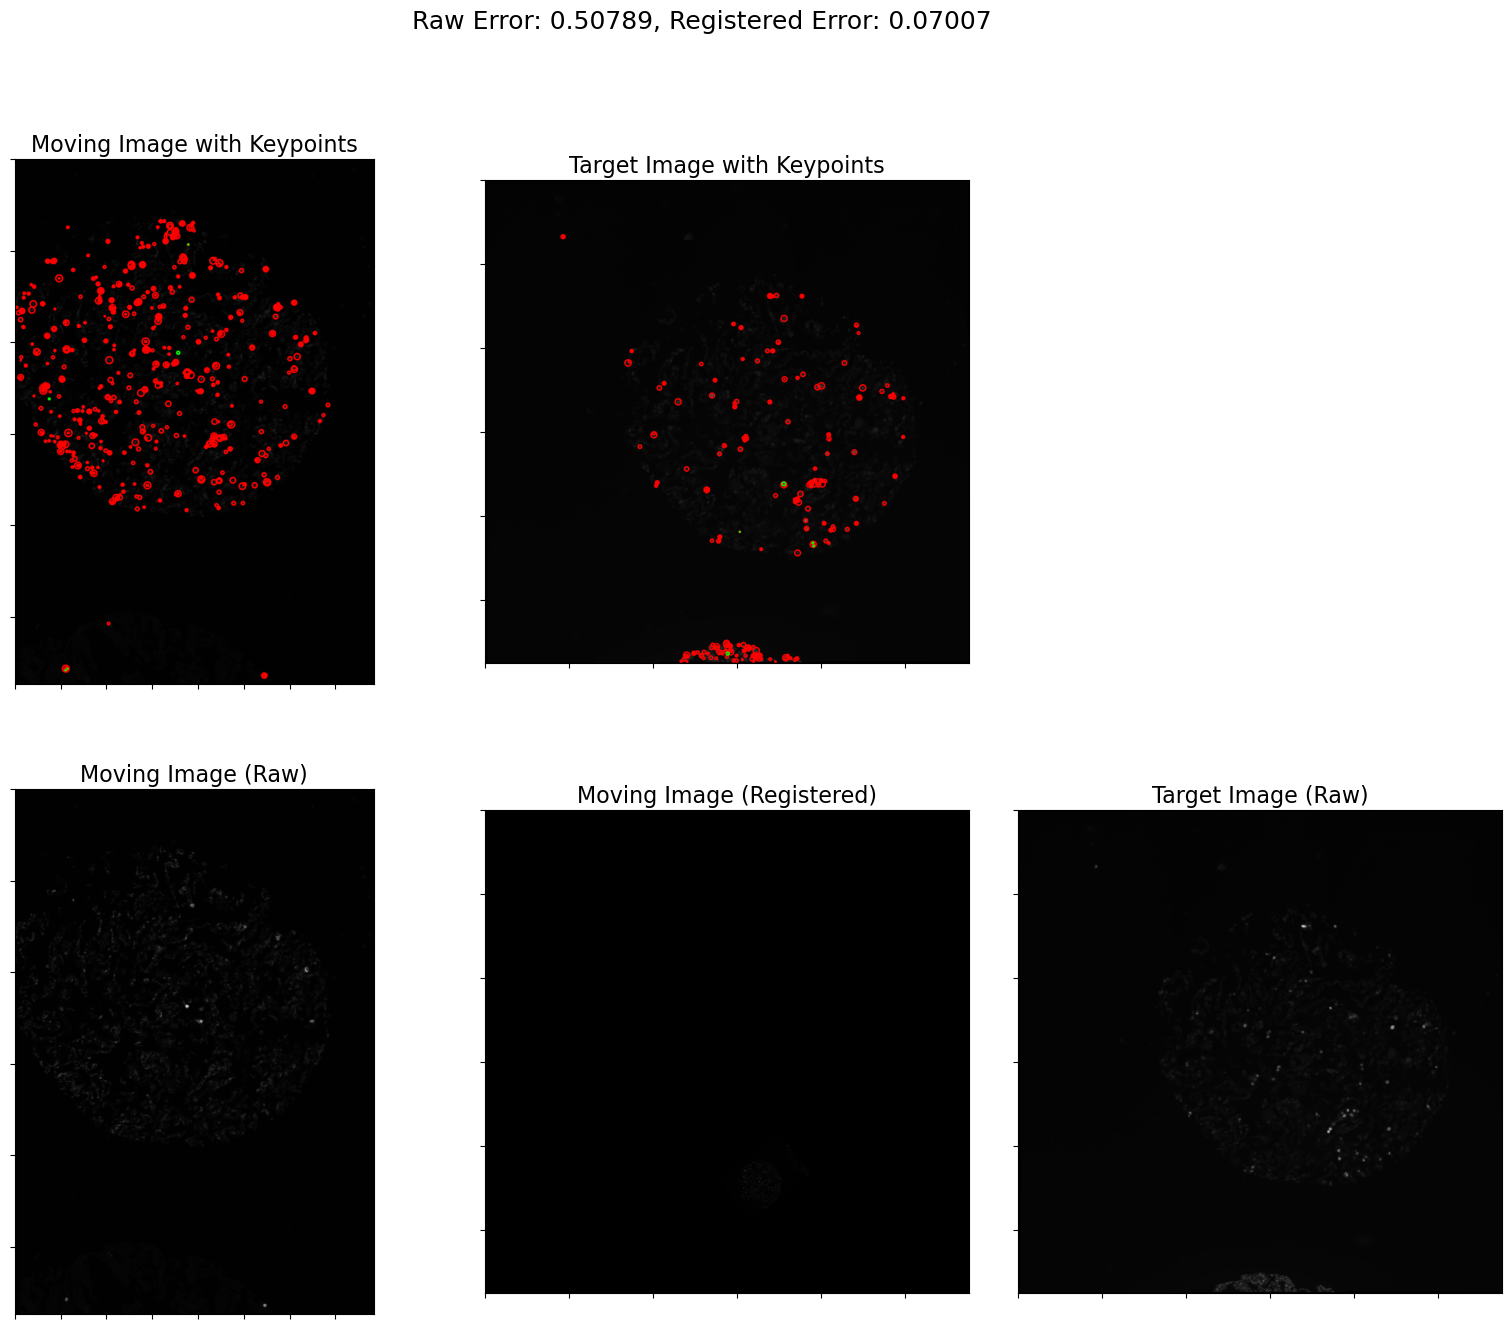 Raw Error: 0.50789, Registered Error: 0.07007
Moving Image with Keypoints
Target Image with Keypoints
Moving Image (Raw)
Moving Image (Registered)
Target Image (Raw)